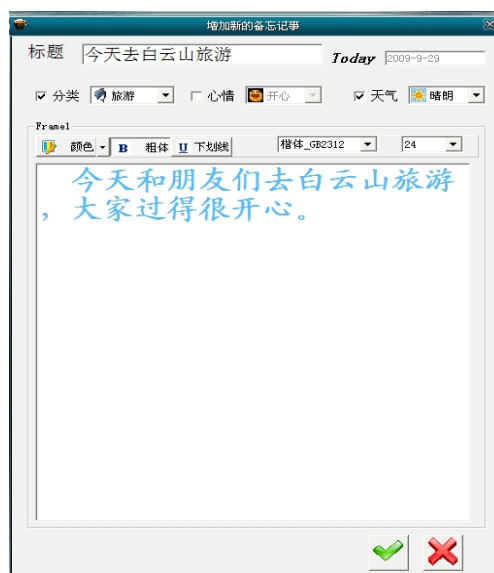 增加新的备忘记事
标题 今天去白云山旅游 Today 2009-9-29
分类 旅游 心情 开心 天气 晴朗
Frame1
颜色 B 粗体 U 下划线 楷体_GB2312 24
今天和朋友们去白云山旅游
，大家过得很开心。